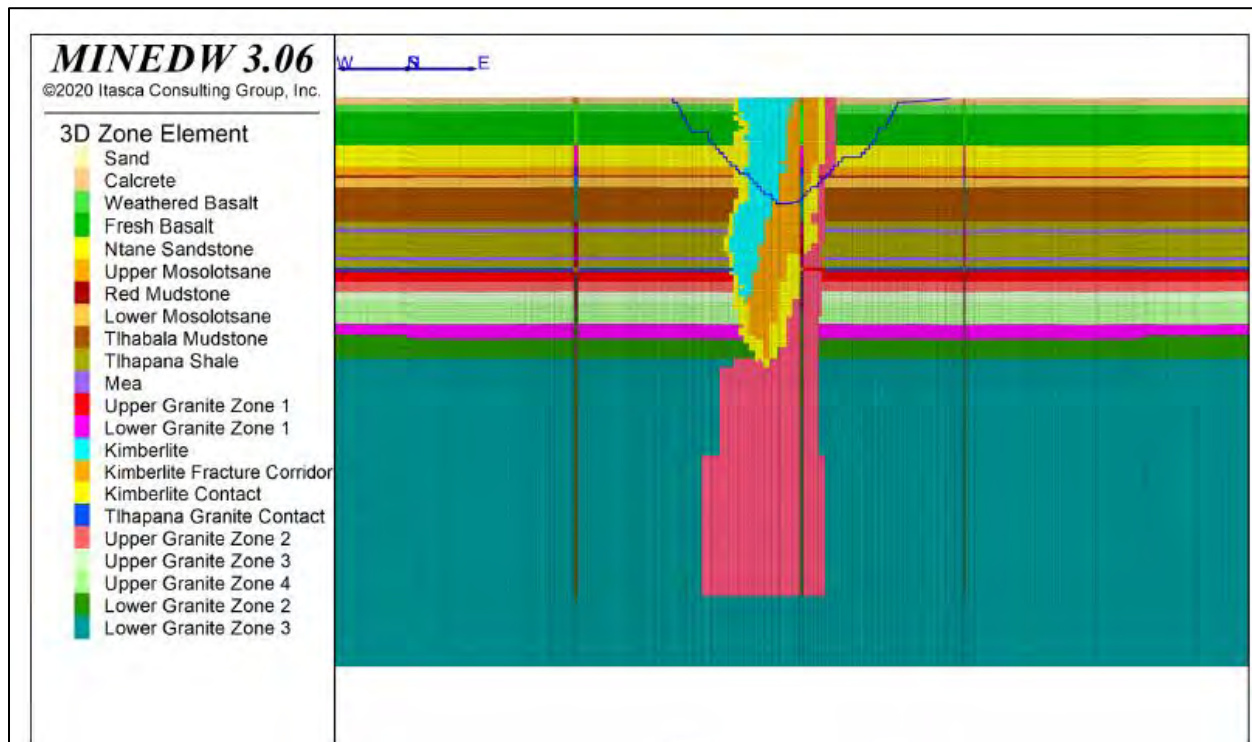 MINEDW 3.06
©2020 Itasca Consulting Group, Inc.
3D Zone Element
Sand
Calcrete
Weathered Basalt
Fresh Basalt
Ntane Sandstone
Upper Mosolotsane
Red Mudstone
Lower Mosolotsane
Tlhabala Mudstone
Tlhapana Shale
Mea
Upper Granite Zone 1
Lower Granite Zone 1
Kimberlite
Kimberlite Fracture Corridor
Kimberlite Contact
Tlhapana Granite Contact
Upper Granite Zone 2
Upper Granite Zone 3
Upper Granite Zone 4
Lower Granite Zone 2
Lower Granite Zone 3
W E